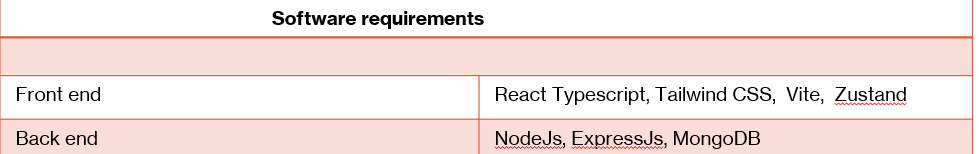 Software requirements
Front end React Typescript, Tailwind CSS, Vite, Zustand
Back end NodeJs, ExpressJs, MongoDB